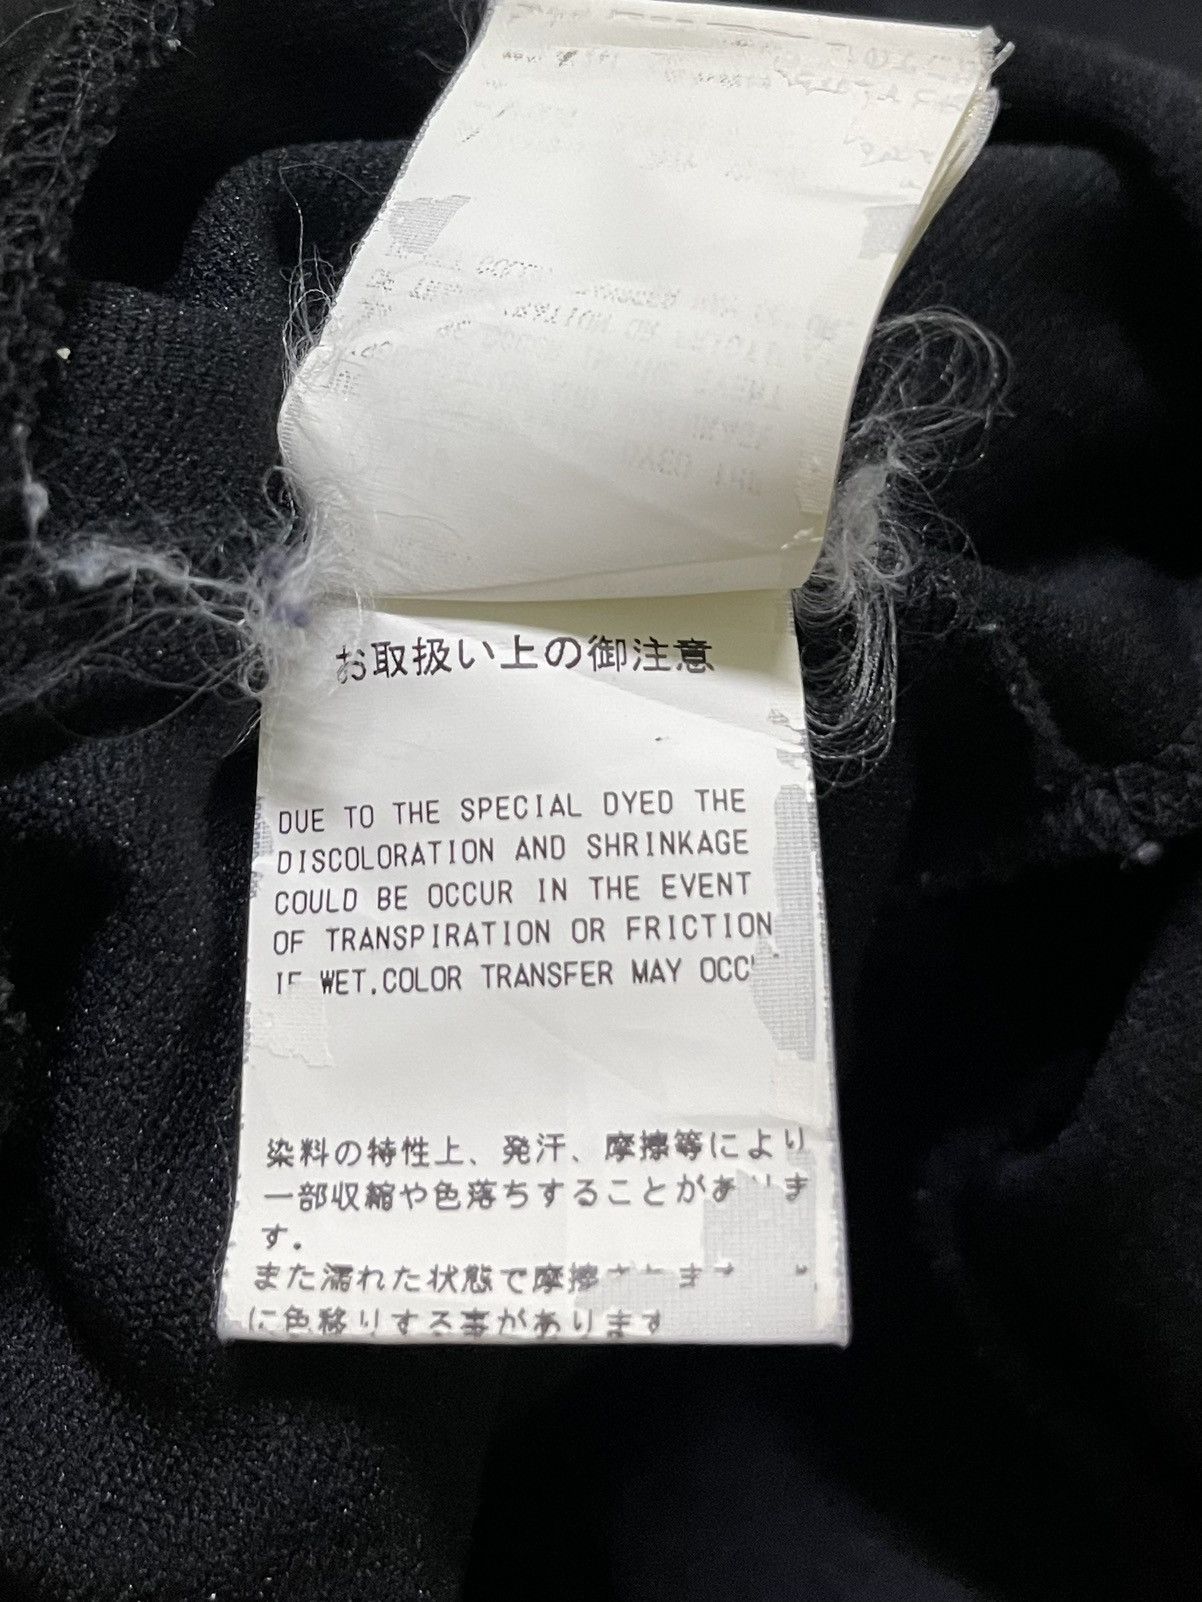 お取扱い上の御注意
DUE TO THE SPECIAL DYED THE
DISCOLORATION AND SHRINKAGE
COULD BE OCCUR IN THE EVENT
OF TRANSPIRATION OR FRICTION
IF WET.COLOR TRANSFER MAY
染料の特性上、発汗、摩擦等により
一部収縮や色落ちすることがありま
す.
また濡れた状態で摩擦
に色移りする事があります